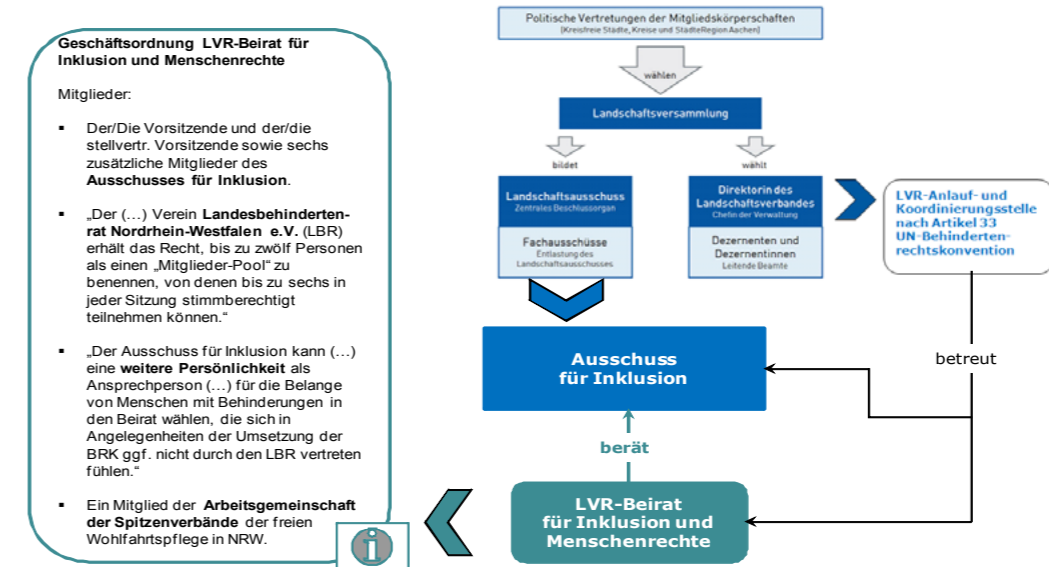 Geschäftsordnung LVR-Beirat für
Inklusion und Menschenrechte
Mitglieder:
▪ Der/Die Vorsitzende und der/die
stellvertr. Vorsitzende sowie sechs
zusätzliche Mitglieder des
Ausschusses für Inklusion.
▪ „Der (…) Verein Landesbehinderten-
rat Nordrhein-Westfalen e.V. (LBR)
erhält das Recht, bis zu zwölf Personen
als einen „Mitglieder-Pool“ zu
benennen, von denen bis zu sechs in
jeder Sitzung stimmberechtigt
teilnehmen können.“
▪ „Der Ausschuss für Inklusion kann (…)
eine weitere Persönlichkeit als
Ansprechperson (…) für die Belange
von Menschen mit Behinderungen in
den Beirat wählen, die sich in
Angelegenheiten der Umsetzung der
BRK ggf. nicht durch den LBR vertreten
fühlen.“
▪ Ein Mitglied der Arbeitsgemeinschaft
der Spitzenverbände der freien
Wohlfahrtspflege in NRW.
Politische Vertretungen der Mitgliedskörperschaften
(Kreisfreie Städte, Kreise und StädteRegion Aachen)
wählen
Landschaftsversammlung
bildet
wählt
Landschaftsausschuss
Zentrales Beschlussorgan
Fachausschüsse
Entlastung des
Landschaftsausschusses
Direktorin des
Landschaftsverbandes
Chefin der Verwaltung
Dezernenten und
Dezernentinnen
Leitende Beamte
LVR-Anlauf- und
Koordinierungsstelle
nach Artikel 33
UN-Behinderten-
rechtskonvention
betreut
Ausschuss
für Inklusion
berät
LVR-Beirat
für Inklusion und
Menschenrechte